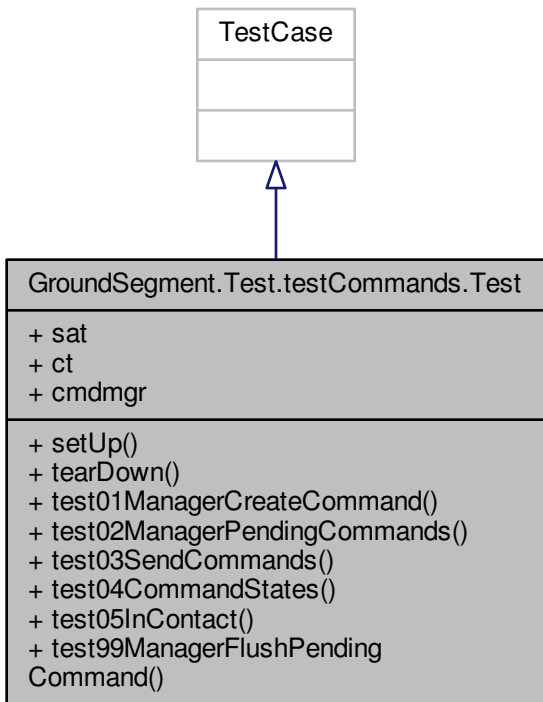 TestCase
GroundSegment.Test.testCommands.Test
+ sat
+ ct
+ cmdmgr
+ setUp()
+ tearDown()
+ test01ManagerCreateCommand()
+ test02ManagerPendingCommands()
+ test03SendCommands()
+ test04CommandStates()
+ test05InContact()
+ test99ManagerFlushPending
Command()